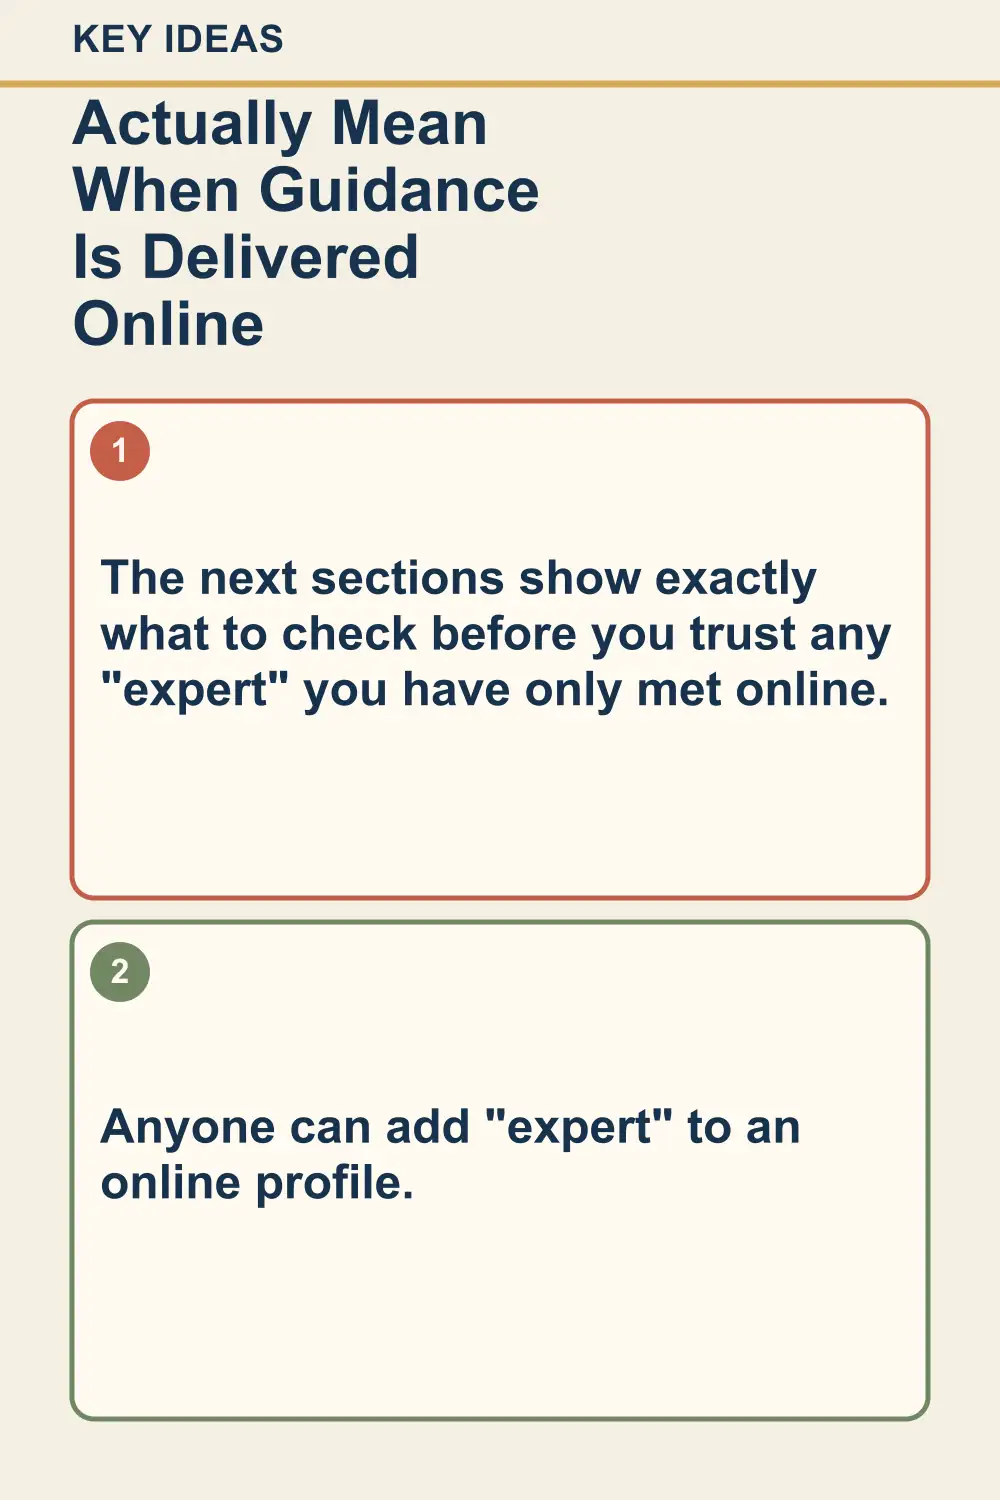 KEY IDEAS
Actually Mean
When Guidance
Is Delivered
Online
1
The next sections show exactly
what to check before you trust any
"expert" you have only met online.
2
Anyone can add "expert" to an
online profile.